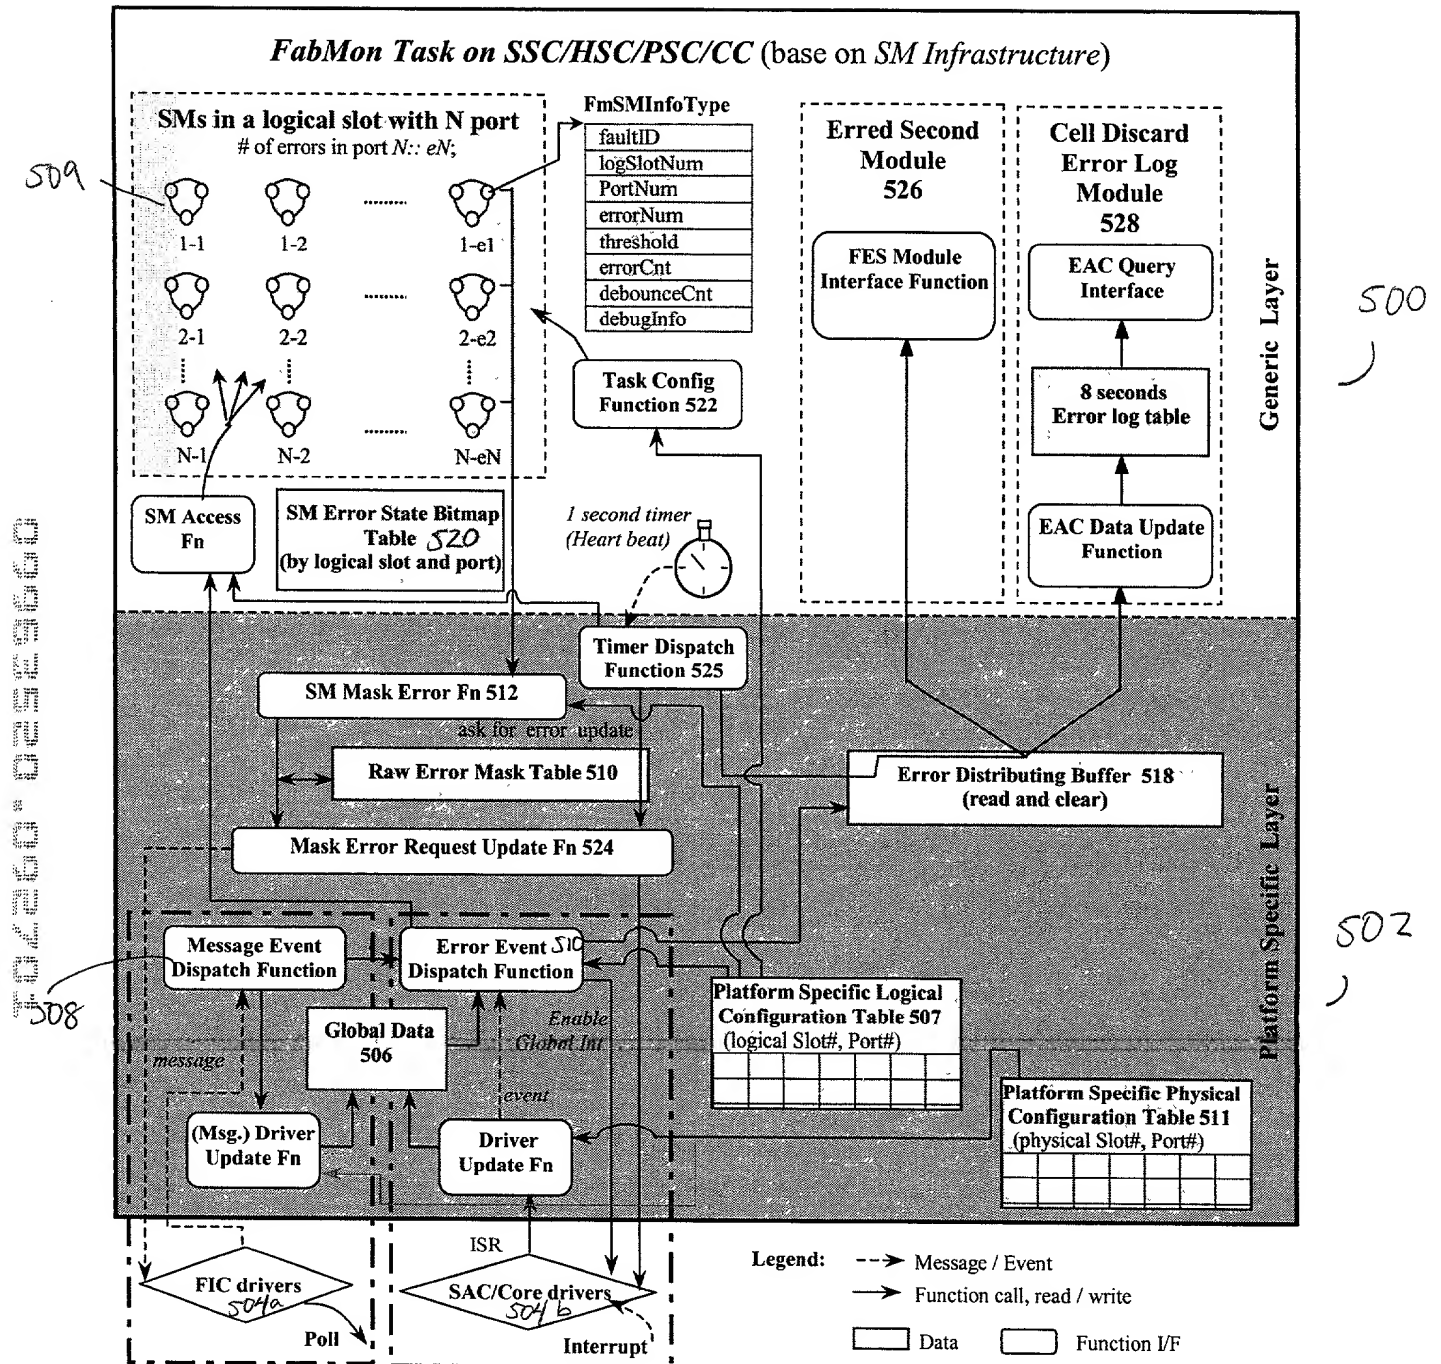 FabMon Task on SSC/HSC/PSC/CC (base on SM Infrastructure)
SMs in a logical slot with N port
# of errors in port N:: eN;
509
1-1
1-2
........
1-e1
2-1
2-2
........
2-e2
N-1
N-2
........
N-eN
FmSMInfoType
faultID
logSlotNum
PortNum
errorNum
threshold
errorCnt
debounceCnt
debugInfo
Erred Second
Module
526
FES Module
Interface Function
Cell Discard
Error Log
Module
528
EAC Query
Interface
8 seconds
Error log table
EAC Data Update
Function
Generic Layer
500
Task Config
Function 522
SM Access
Fn
SM Error State Bitmap
Table 520
(by logical slot and port)
1 second timer
(Heart beat)
Timer Dispatch
Function 525
SM Mask Error Fn 512
ask for error update
Raw Error Mask Table 510
Error Distributing Buffer 518
(read and clear)
Mask Error Request Update Fn 524
Platform Specific Layer
502
Message Event
Dispatch Function
508
Error Event 510
Dispatch Function
Global Data
506
Enable
Global Int
message
event
Platform Specific Logical
Configuration Table 507
(logical Slot#, Port#)
Platform Specific Physical
Configuration Table 511
(physical Slot#, Port#)
(Msg.) Driver
Update Fn
Driver
Update Fn
ISR
FIC drivers
504a
Poll
SAC/Core drivers
504b
Interrupt
Legend:
Message / Event
Function call, read / write
Data
Function I/F